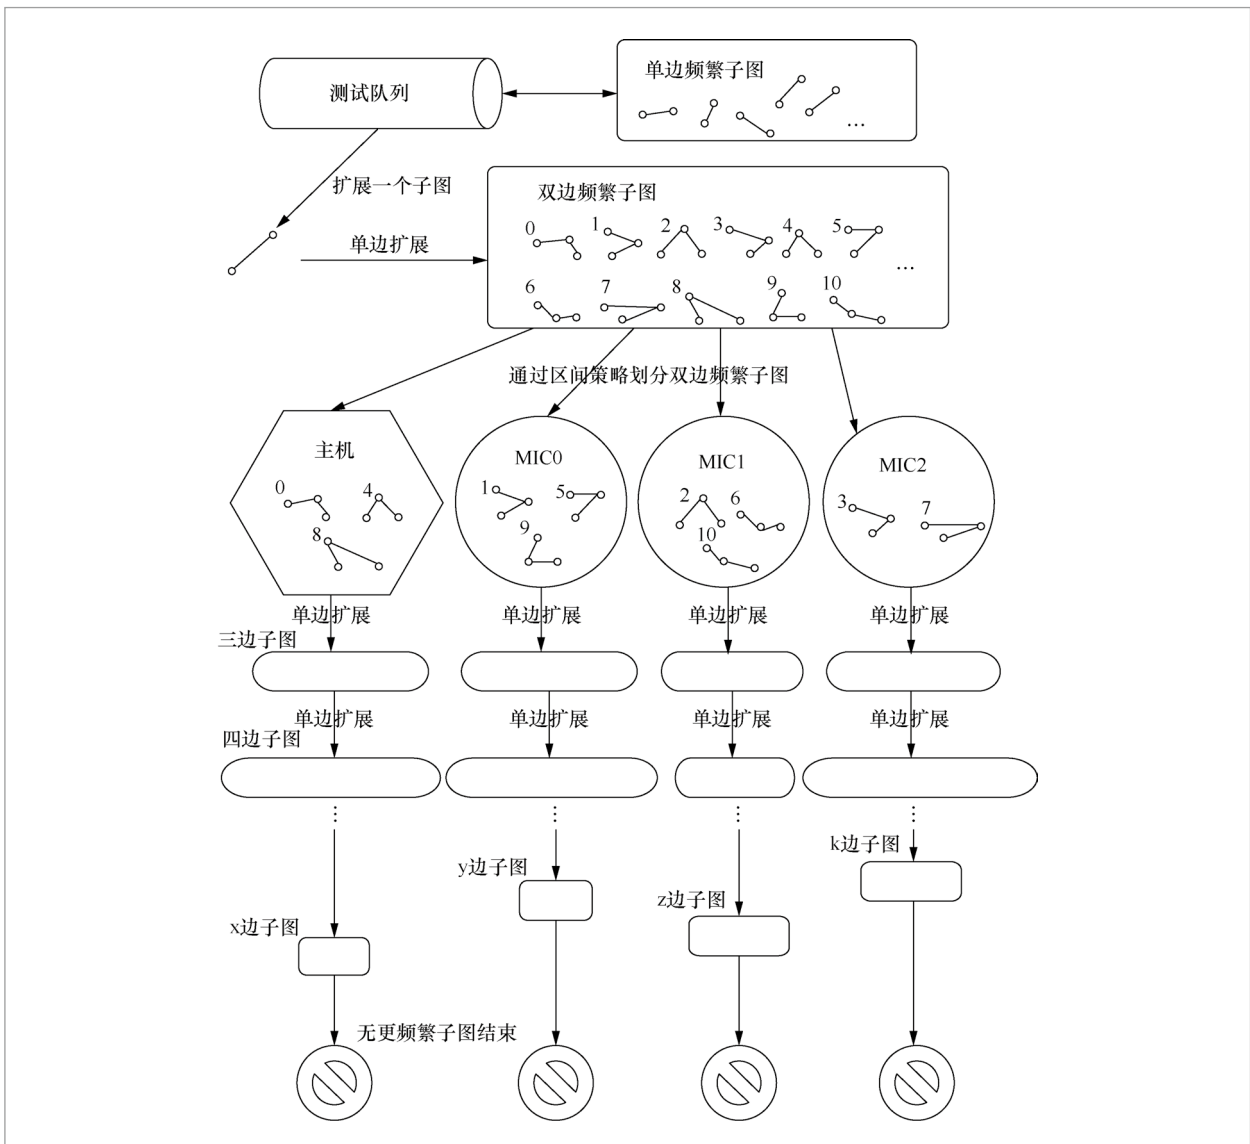 测试队列
单边频繁子图
…
扩展一个子图
单边扩展
双边频繁子图
0 1 2 3 4 5
…
6 7 8 9 10
通过区间策略划分双边频繁子图
主机
0 4
8
MIC0
1 5
9
MIC1
2 6
10
MIC2
3 7
单边扩展 单边扩展 单边扩展 单边扩展
三边子图
单边扩展 单边扩展 单边扩展 单边扩展
四边子图
⋮ ⋮ ⋮ ⋮
k边子图
y边子图
z边子图
x边子图
无更频繁子图结束